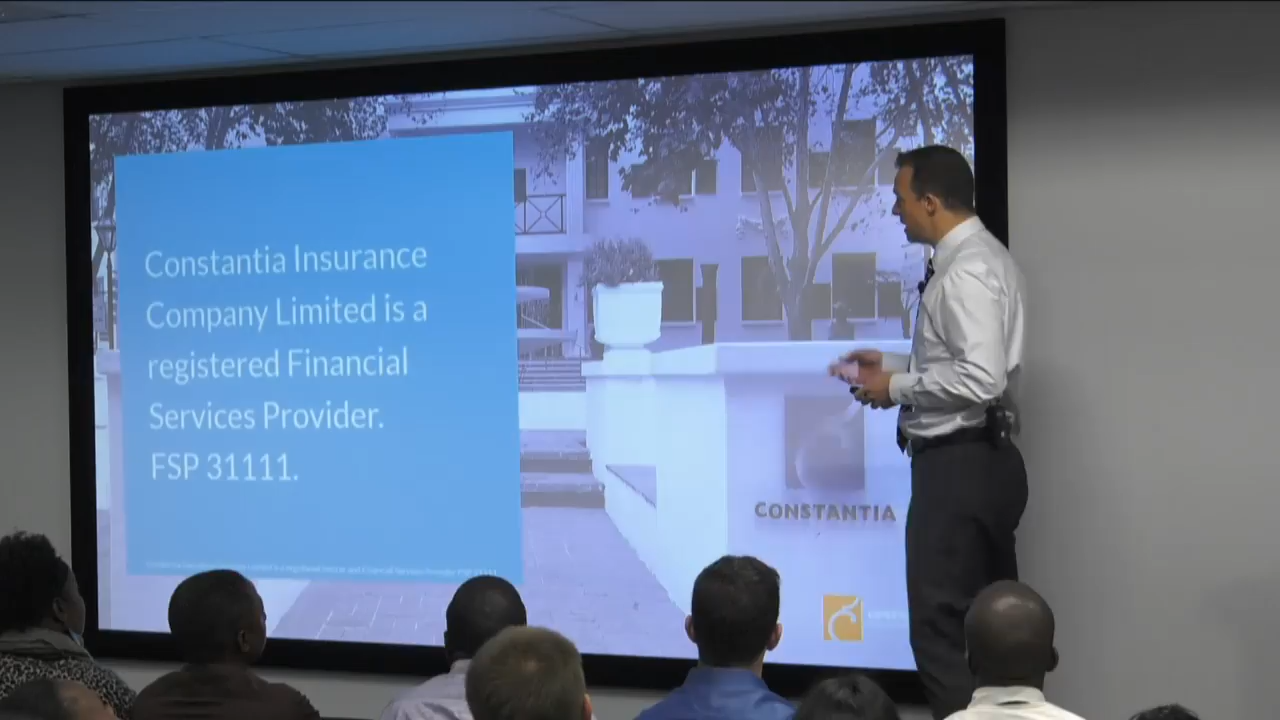 Constantia Insurance
Company Limited is a
registered Financial
Services Provider.
FSP 31111.
CONSTANTIA